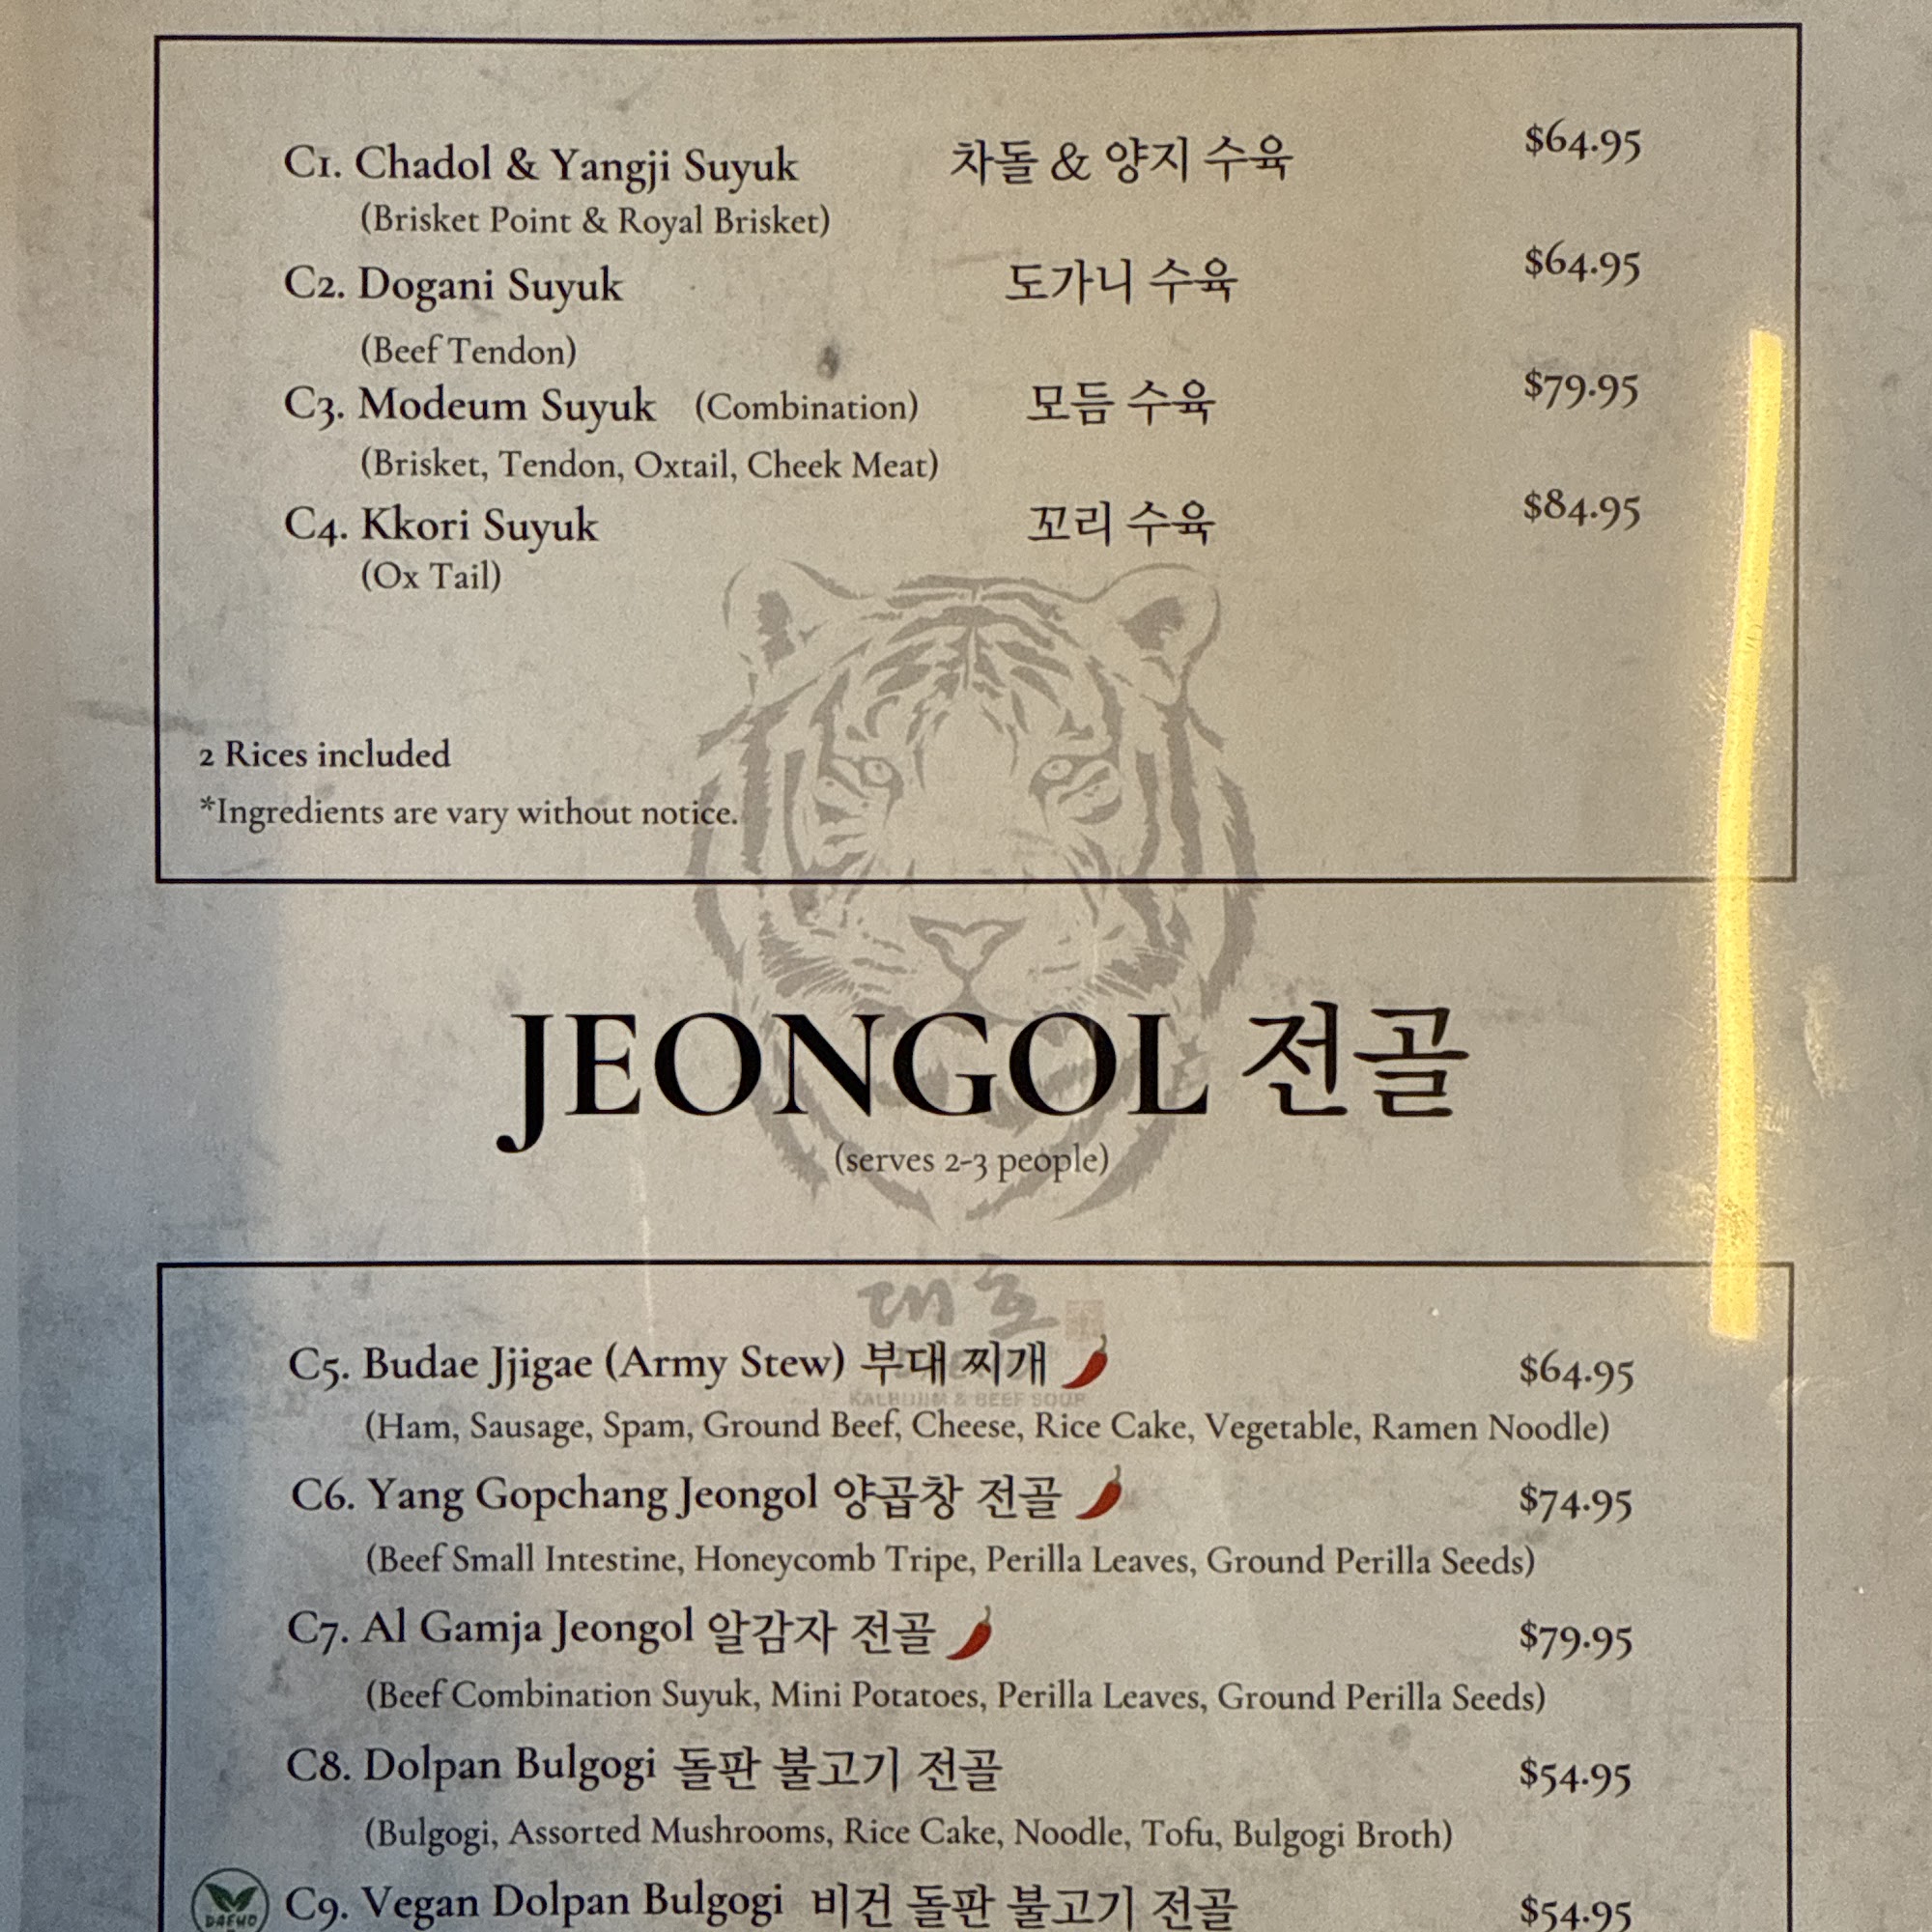 C1. Chadol & Yangji Suyuk 차돌 & 양지 수육 $64.95
(Brisket Point & Royal Brisket)
C2. Dogani Suyuk 도가니 수육 $64.95
(Beef Tendon)
C3. Modeum Suyuk (Combination) 모듬 수육 $79.95
(Brisket, Tendon, Oxtail, Cheek Meat)
C4. Kkori Suyuk 꼬리 수육 $84.95
(Ox Tail)
2 Rices included
*Ingredients are vary without notice.
JEONGOL 전골
(serves 2-3 people)
대호
C5. Budae Jjigae (Army Stew) 부대 찌개 $64.95
KALBIJJIM & BEEF SOUP
(Ham, Sausage, Spam, Ground Beef, Cheese, Rice Cake, Vegetable, Ramen Noodle)
C6. Yang Gopchang Jeongol 양곱창 전골 $74.95
(Beef Small Intestine, Honeycomb Tripe, Perilla Leaves, Ground Perilla Seeds)
C7. Al Gamja Jeongol 알감자 전골 $79.95
(Beef Combination Suyuk, Mini Potatoes, Perilla Leaves, Ground Perilla Seeds)
C8. Dolpan Bulgogi 돌판 불고기 전골 $54.95
(Bulgogi, Assorted Mushrooms, Rice Cake, Noodle, Tofu, Bulgogi Broth)
DAEHO C9. Vegan Dolpan Bulgogi 비건 돌판 불고기 전골 $54.95